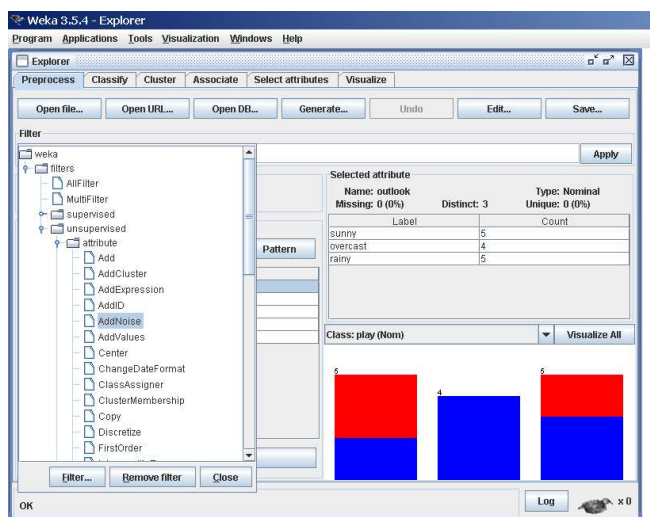 Weka 3.5.4 - Explorer
Program Applications Tools Visualization Windows Help
Explorer
Preprocess Classify Cluster Associate Select attributes Visualize
Open file... Open URL... Open DB... Generate... Undo Edit... Save...
Filter
weka
filters
AllFilter
MultiFilter
supervised
unsupervised
attribute
Add
AddCluster
AddExpression
AddID
AddNoise
AddValues
Center
ChangeDateFormat
ClassAssigner
ClusterMembership
Copy
Discretize
FirstOrder
Filter... Remove filter Close
Apply
Pattern
Selected attribute
Name: outlook Type: Nominal
Missing: 0 (0%) Distinct: 3 Unique: 0 (0%)
Label Count
sunny 5
overcast 4
rainy 5
Class: play (Nom) Visualize All
5 4 5
OK Log x 0